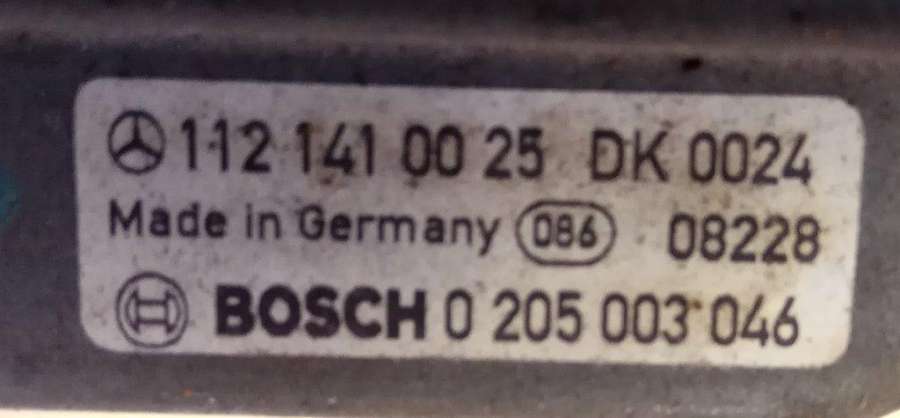 112 141 00 25 DK 0024
Made in Germany 086 08228
BOSCH 0 205 003 046